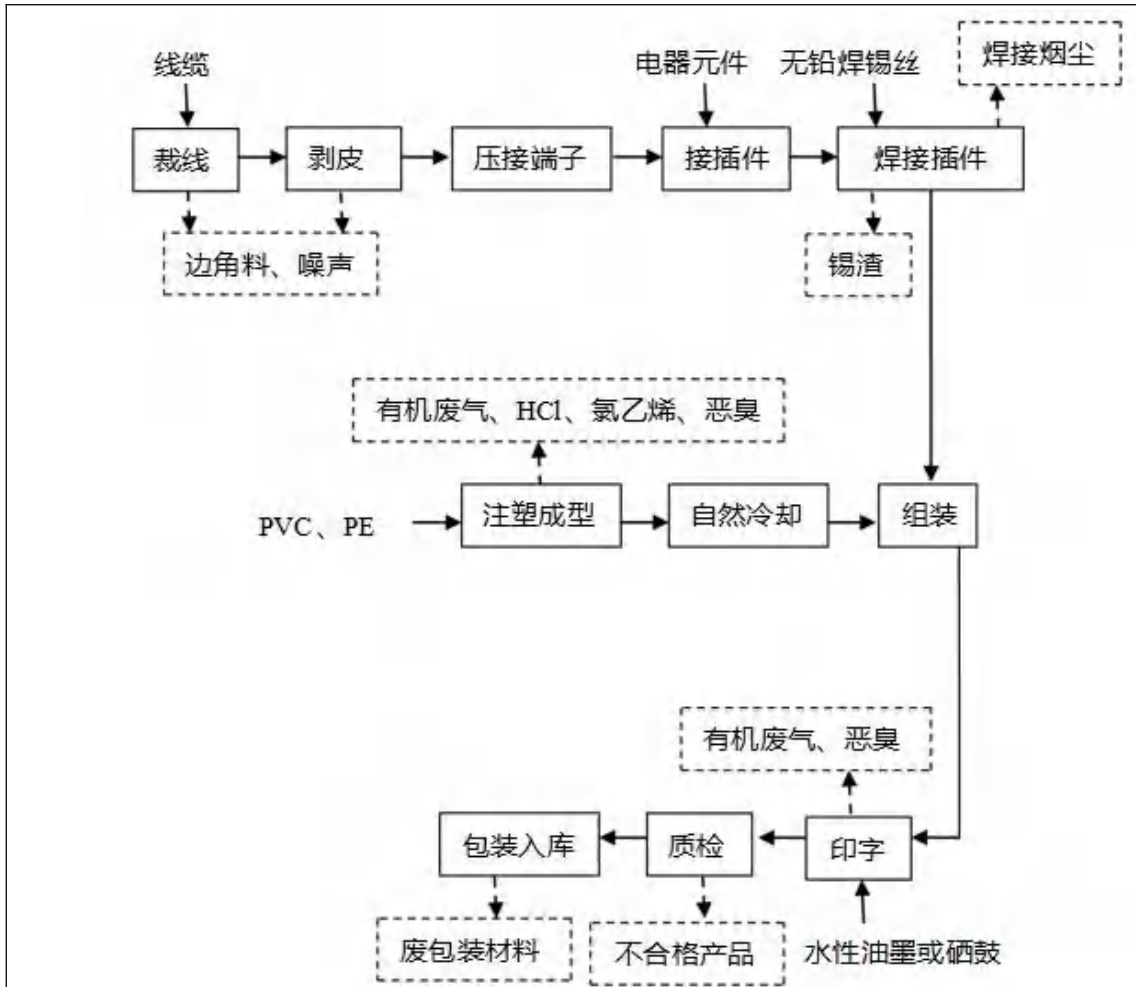 线缆
电器元件
无铅焊锡丝
焊接烟尘
裁线
剥皮
压接端子
接插件
焊接插件
边角料、噪声
锡渣
有机废气、HCl、氯乙烯、恶臭
PVC、PE
注塑成型
自然冷却
组装
有机废气、恶臭
包装入库
质检
印字
废包装材料
不合格产品
水性油墨或硒鼓